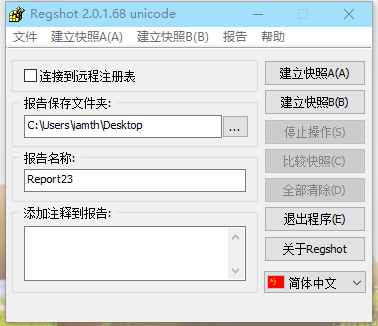 Regshot 2.0.1.68 unicode
文件 建立快照A(A) 建立快照B(B) 报告 帮助
连接到远程注册表
建立快照A(A)
报告保存文件夹:
建立快照B(B)
C:\Users\iamth\Desktop
...
停止操作(S)
报告名称:
比较快照(C)
Report23
全部清除(D)
添加注释到报告:
退出程序(E)
关于Regshot
简体中文